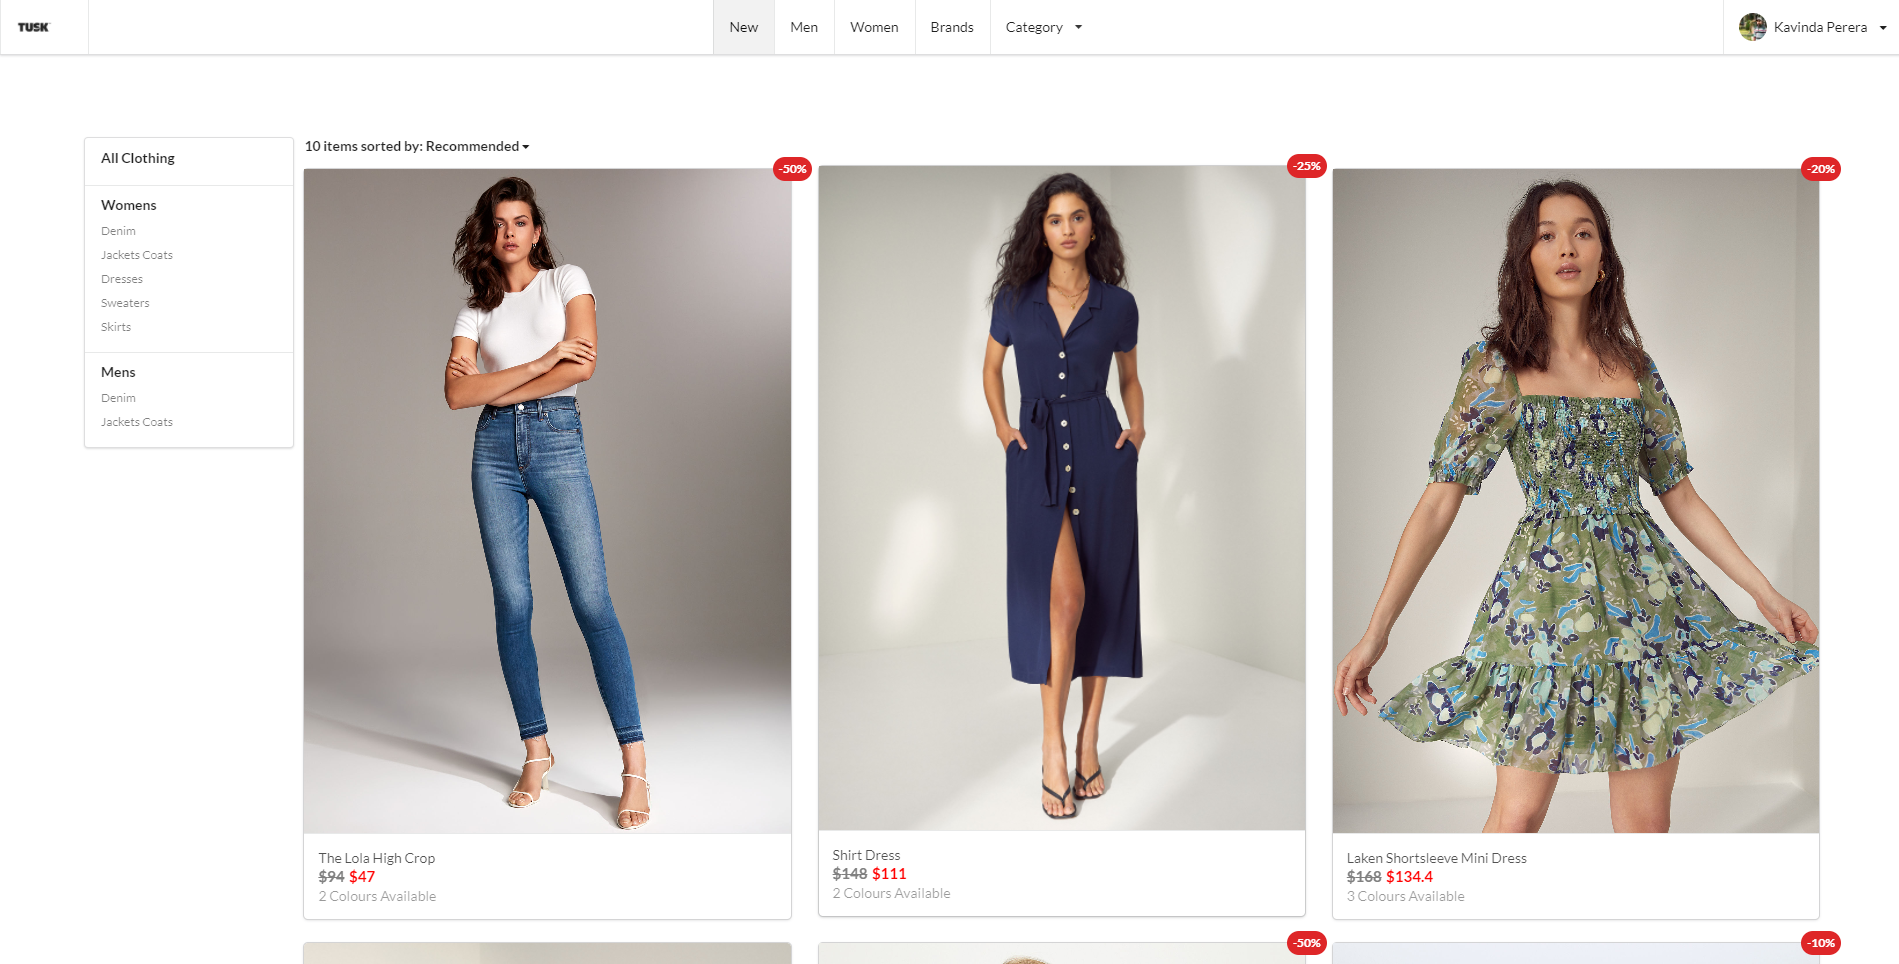 TUSK
New
Men
Women
Brands
Category
Kavinda Perera
All Clothing
Womens
Denim
Jackets Coats
Dresses
Sweaters
Skirts
Mens
Denim
Jackets Coats
10 items sorted by: Recommended
-50%
The Lola High Crop
$94 $47
2 Colours Available
-25%
Shirt Dress
$148 $111
2 Colours Available
-20%
Laken Shortsleeve Mini Dress
$168 $134.4
3 Colours Available
-50%
-10%